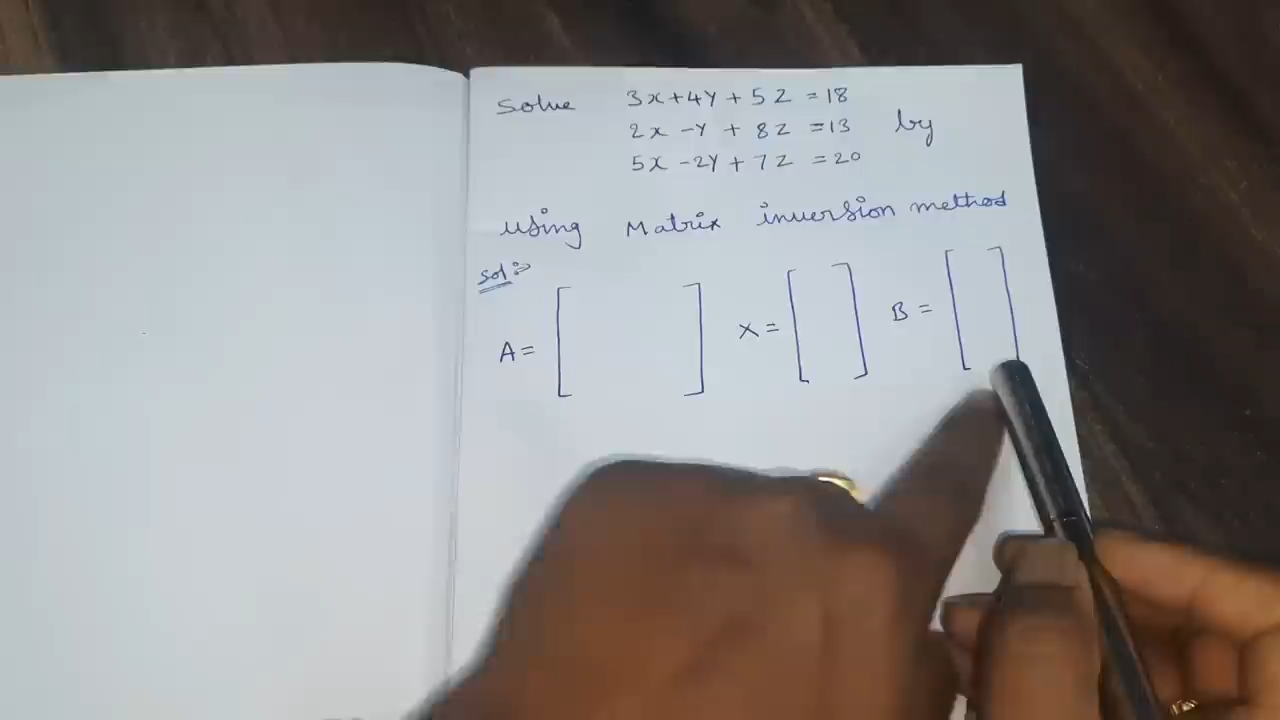 Solve 3x+4y+5z=18
2x-y+8z=13 by
5x-2y+7z=20
using Matrix inversion method
Sol:
A= [ ] X= [ ] B= [ ]